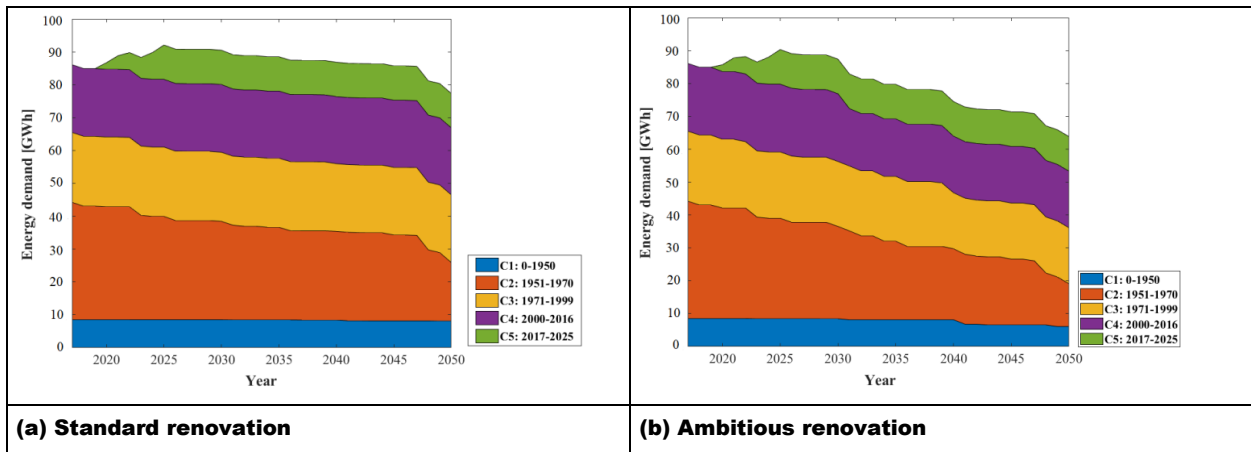 100
90
80
70
60
50
40
30
20
10
0
Energy demand [GWh]
2020 2025 2030 2035 2040 2045 2050
Year
C1: 0-1950
C2: 1951-1970
C3: 1971-1999
C4: 2000-2016
C5: 2017-2025
(a) Standard renovation
100
90
80
70
60
50
40
30
20
10
0
Energy demand [GWh]
2020 2025 2030 2035 2040 2045 2050
Year
C1: 0-1950
C2: 1951-1970
C3: 1971-1999
C4: 2000-2016
C5: 2017-2025
(b) Ambitious renovation